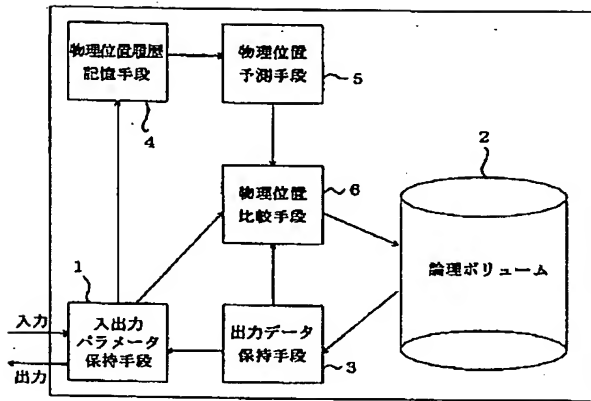 物理位置履歴
記憶手段
4
物理位置
予測手段
5
物理位置
比較手段
6
2
論理ボリューム
1
入力
出力
入出力
パラメータ
保持手段
出力データ
保持手段
3